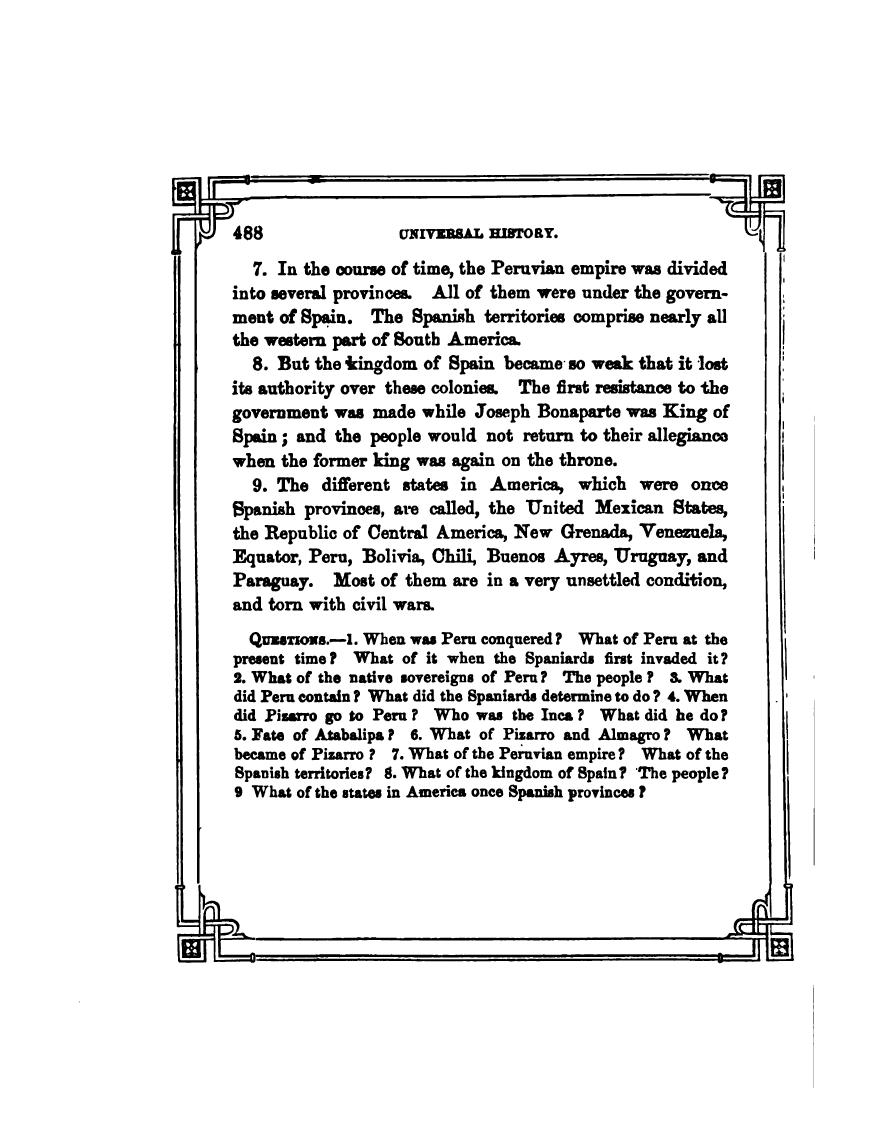 488 UNIVERSAL HISTORY.
7. In the course of time, the Peruvian empire was divided
into several provinces. All of them were under the govern-
ment of Spain. The Spanish territories comprise nearly all
the western part of South America.
8. But the kingdom of Spain became so weak that it lost
its authority over these colonies. The first resistance to the
government was made while Joseph Bonaparte was King of
Spain; and the people would not return to their allegiance
when the former king was again on the throne.
9. The different states in America, which were once
Spanish provinces, are called, the United Mexican States,
the Republic of Central America, New Grenada, Venezuela,
Equator, Peru, Bolivia, Chili, Buenos Ayres, Uruguay, and
Paraguay. Most of them are in a very unsettled condition,
and torn with civil wars.
QUESTIONS.—1. When was Peru conquered? What of Peru at the
present time? What of it when the Spaniards first invaded it?
2. What of the native sovereigns of Peru? The people? 3. What
did Peru contain? What did the Spaniards determine to do? 4. When
did Pizarro go to Peru? Who was the Inca? What did he do?
5. Fate of Atabalipa? 6. What of Pizarro and Almagro? What
became of Pizarro? 7. What of the Peruvian empire? What of the
Spanish territories? 8. What of the kingdom of Spain? The people?
9 What of the states in America once Spanish provinces?